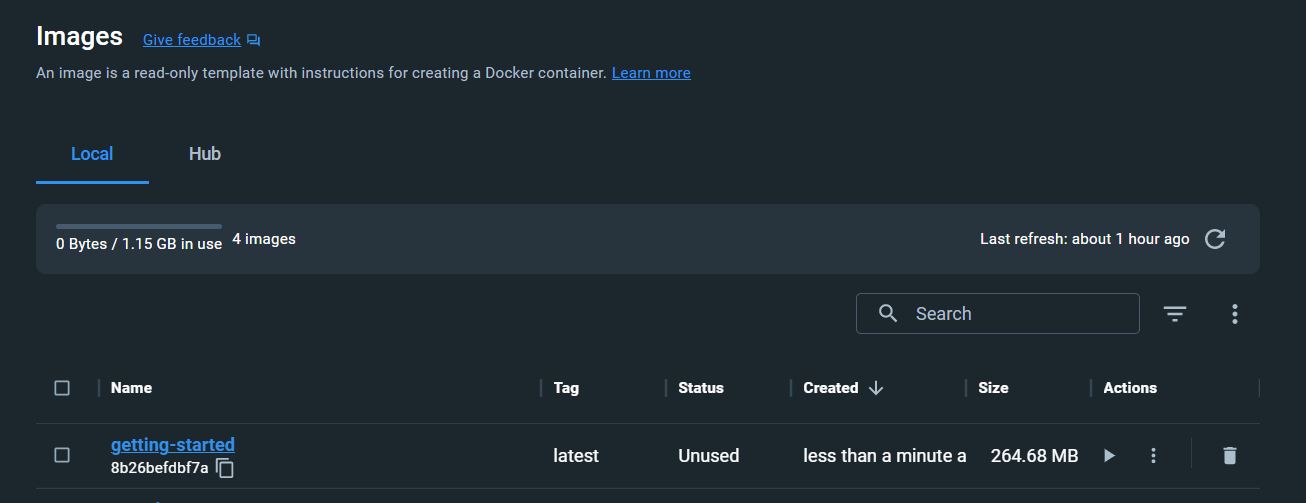 Images Give feedback
An image is a read-only template with instructions for creating a Docker container. Learn more
Local Hub
0 Bytes / 1.15 GB in use 4 images Last refresh: about 1 hour ago
Search
Name Tag Status Created Size Actions
getting-started
8b26befdbf7a latest Unused less than a minute a 264.68 MB